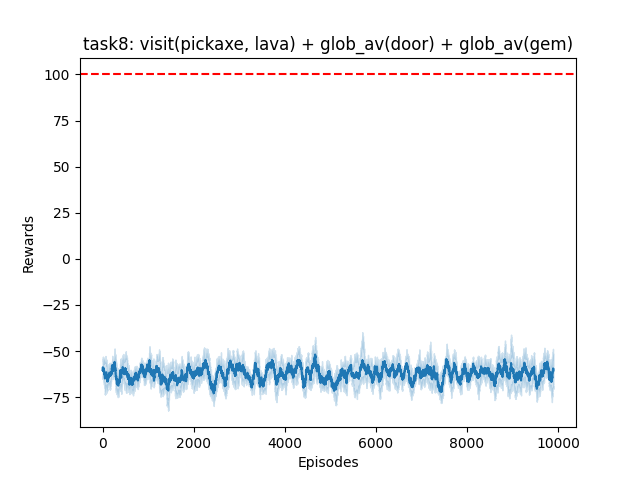 task8: visit(pickaxe, lava) + glob_av(door) + glob_av(gem)
100
75
50
25
0
−25
−50
−75
Rewards
0 2000 4000 6000 8000 10000
Episodes